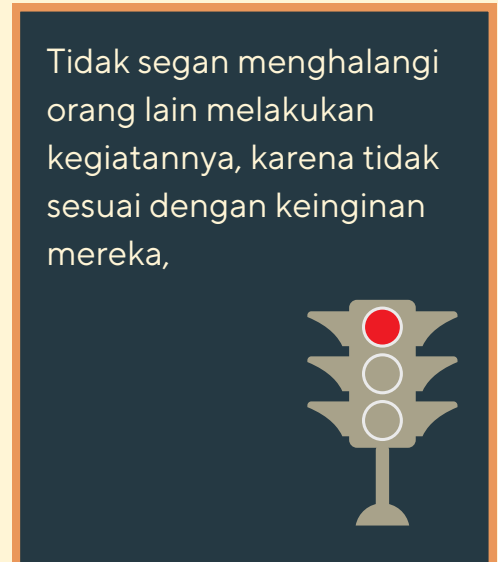 Tidak segan menghalangi
orang lain melakukan
kegiatannya, karena tidak
sesuai dengan keinginan
mereka,